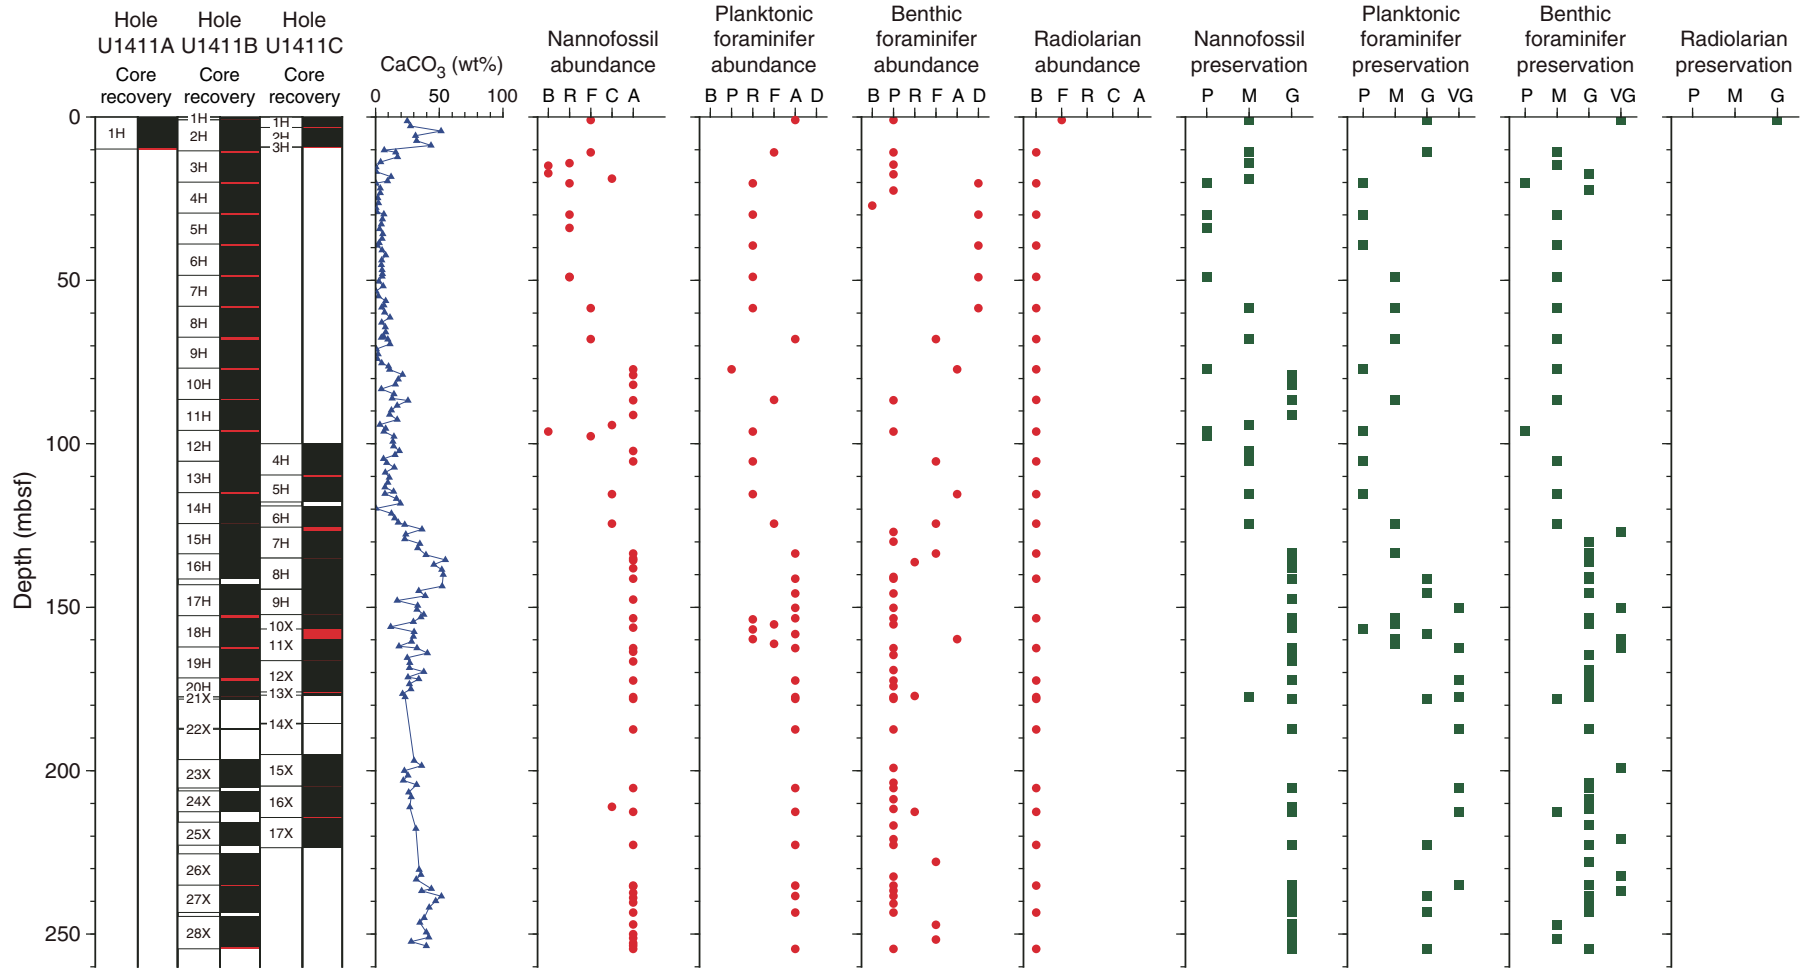 Hole
U1411A
Core
recovery
Hole
U1411B
Core
recovery
Hole
U1411C
Core
recovery
CaCO3 (wt%)
0 50 100
Nannofossil
abundance
B R F C A
Planktonic
foraminifer
abundance
B P R F A D
Benthic
foraminifer
abundance
B P R F A D
Radiolarian
abundance
B F R C A
Nannofossil
preservation
P M G
Planktonic
foraminifer
preservation
P M G VG
Benthic
foraminifer
preservation
P M G VG
Radiolarian
preservation
P M G
Depth (mbsf)
0
50
100
150
200
250
1H
1H
2H
3H
4H
5H
6H
7H
8H
9H
10H
11H
12H
13H
14H
15H
16H
17H
18H
19H
20H
21X
22X
23X
24X
25X
26X
27X
28X
1H
2H
3H
4H
5H
6H
7H
8H
9H
10X
11X
12X
13X
14X
15X
16X
17X